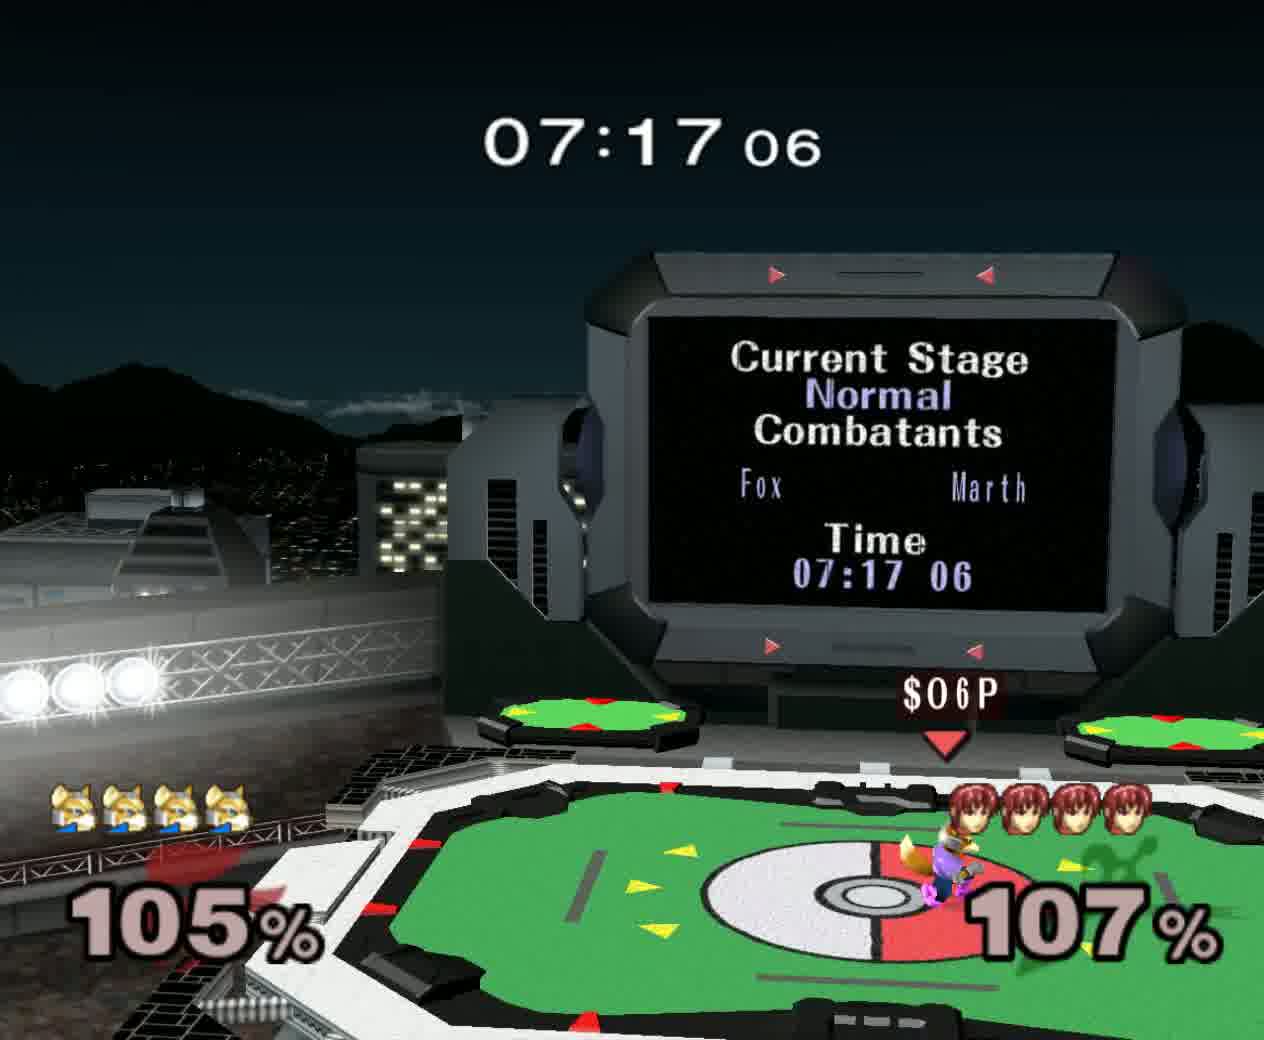 07:17 06
Current Stage
Normal
Combatants
Fox Marth
Time
07:17 06
$06P
105%
107%